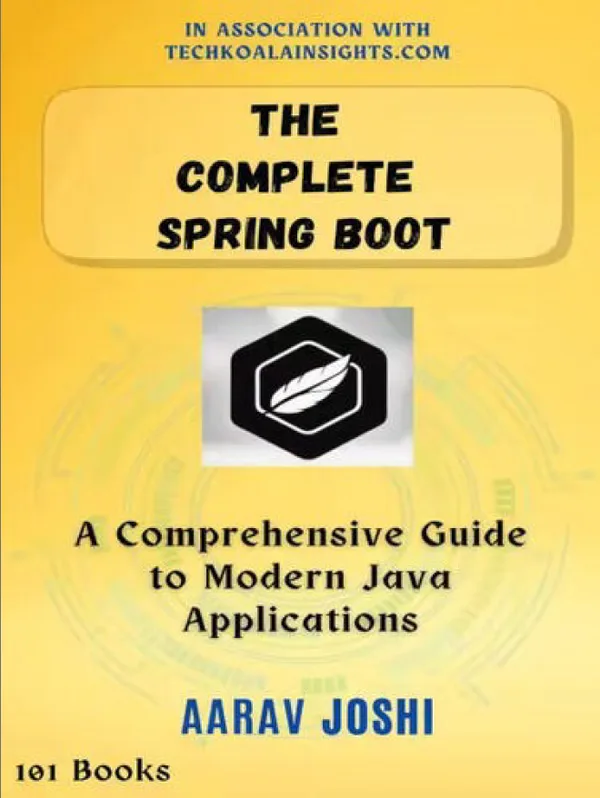 IN ASSOCIATION WITH
TECHKOALAINSIGHTS.COM
THE
COMPLETE
SPRING BOOT
A Comprehensive Guide
to Modern Java
Applications
AARAV JOSHI
101 Books